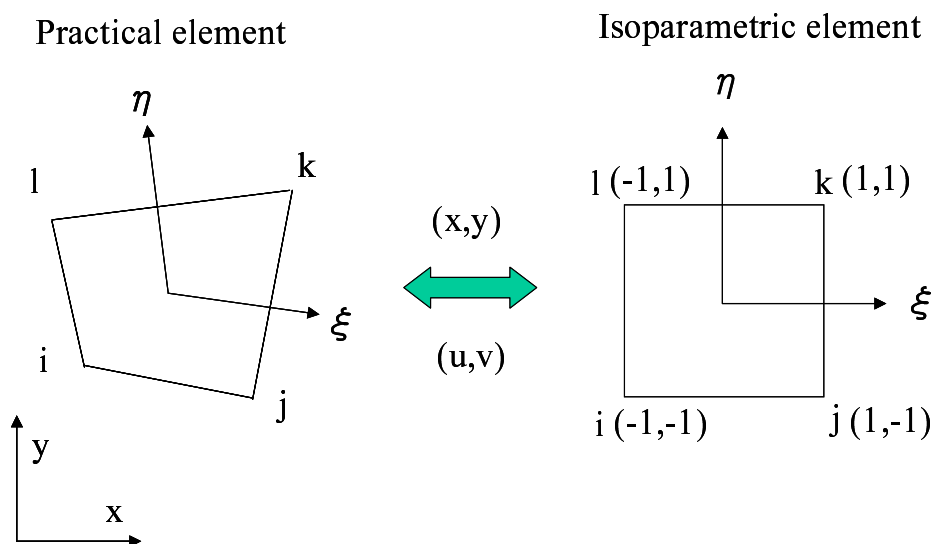 Practical element
Isoparametric element
η
η
l
k
l (-1,1)
k (1,1)
(x,y)
ξ
ξ
(u,v)
i
j
i (-1,-1)
j (1,-1)
y
x